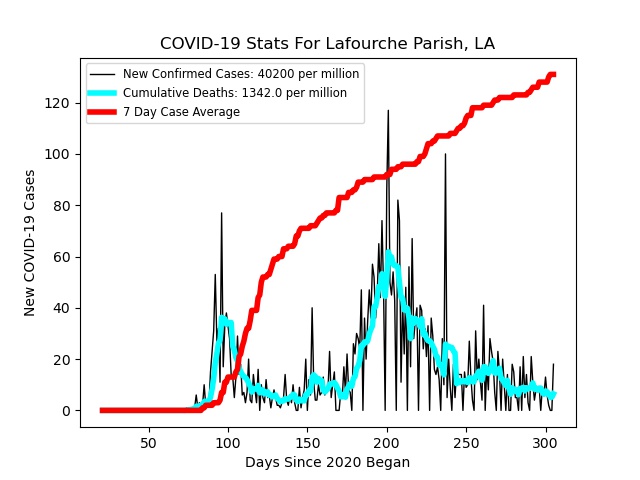 COVID-19 Stats For Lafourche Parish, LA
New Confirmed Cases: 40200 per million
Cumulative Deaths: 1342.0 per million
7 Day Case Average
New COVID-19 Cases
120
100
80
60
40
20
0
50 100 150 200 250 300
Days Since 2020 Began